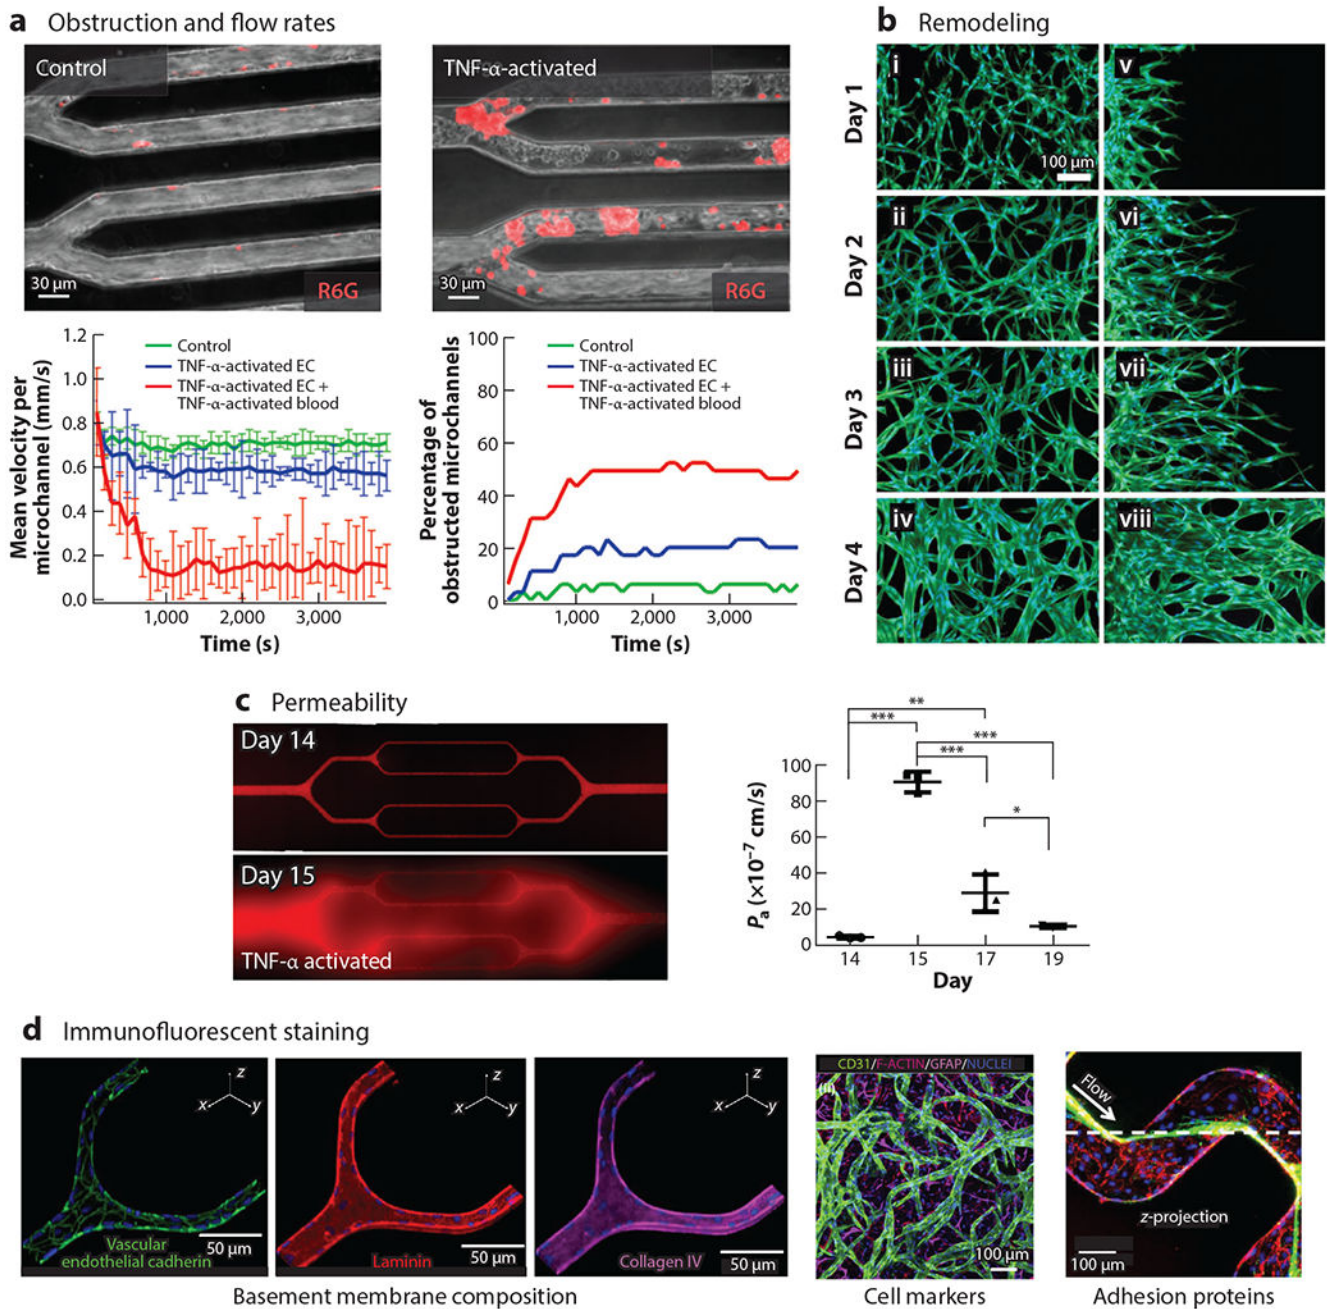 a Obstruction and flow rates
Control
R6G
30 µm
TNF-α-activated
R6G
30 µm
Mean velocity per
microchannel (mm/s)
1.2
1.0
0.8
0.6
0.4
0.2
0.0
Control
TNF-α-activated EC
TNF-α-activated EC +
TNF-α-activated blood
1,000 2,000 3,000
Time (s)
Percentage of
obstructed microchannels
100
80
60
40
20
0
Control
TNF-α-activated EC
TNF-α-activated EC +
TNF-α-activated blood
1,000 2,000 3,000
Time (s)
b Remodeling
Day 1
i
100 µm
v
Day 2
ii
vi
Day 3
iii
vii
Day 4
iv
viii
c Permeability
Day 14
Day 15
TNF-α activated
**
***
***
***
*
Pa (×10⁻⁷ cm/s)
100
80
60
40
20
0
14 15 17 19
Day
d Immunofluorescent staining
z
x y
Vascular
endothelial cadherin
50 µm
z
x y
Laminin
50 µm
z
x y
Collagen IV
50 µm
Basement membrane composition
CD31/F-ACTIN/GFAP/NUCLEI
100 µm
Cell markers
Flow
z-projection
100 µm
Adhesion proteins